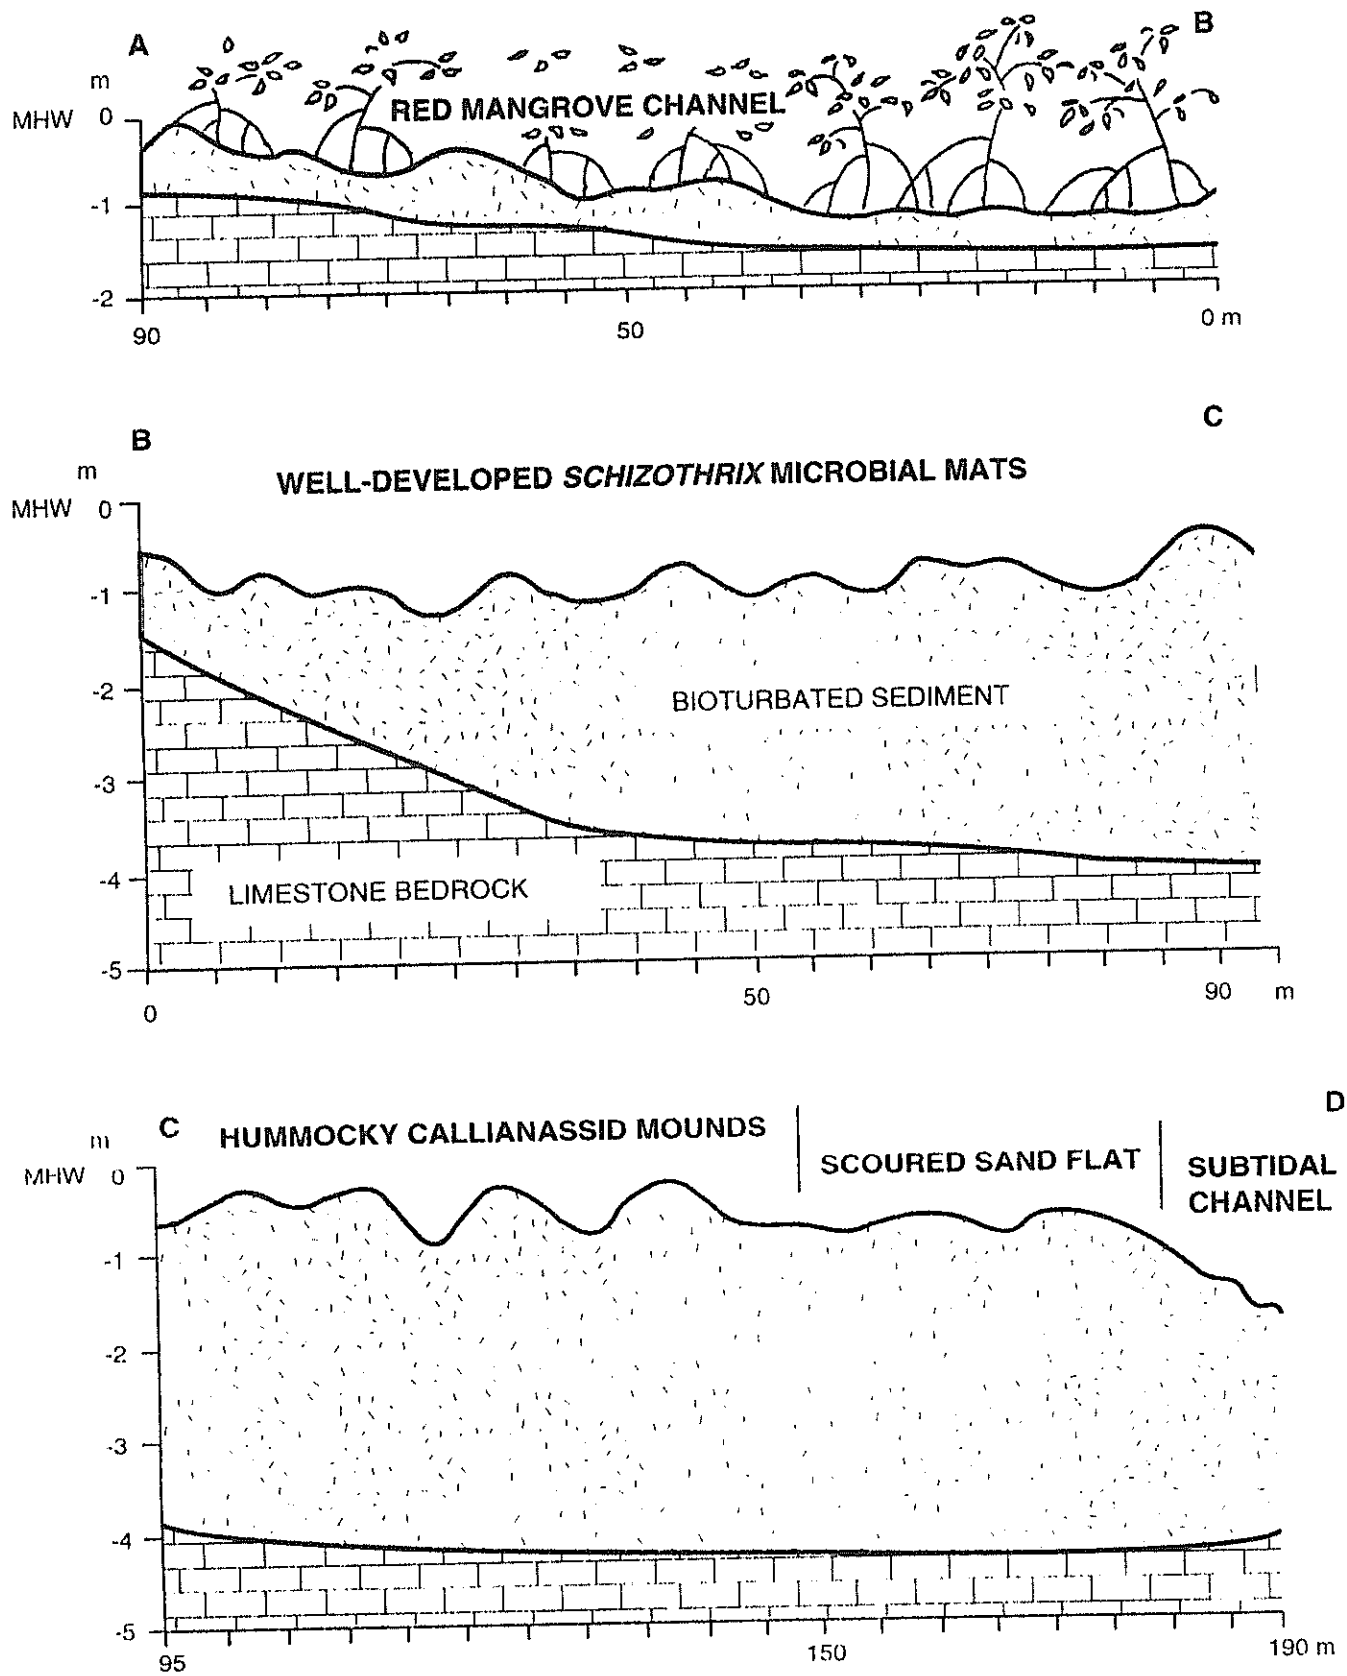 A
B
m
MHW 0
RED MANGROVE CHANNEL
-1
-2
90
50
0 m
B
C
m
WELL-DEVELOPED SCHIZOTHRIX MICROBIAL MATS
MHW 0
-1
-2
BIOTURBATED SEDIMENT
-3
-4
LIMESTONE BEDROCK
-5
0
50
90 m
D
m
C
HUMMOCKY CALLIANASSID MOUNDS
MHW 0
SCOURED SAND FLAT
SUBTIDAL
CHANNEL
-1
-2
-3
-4
-5
95
150
190 m